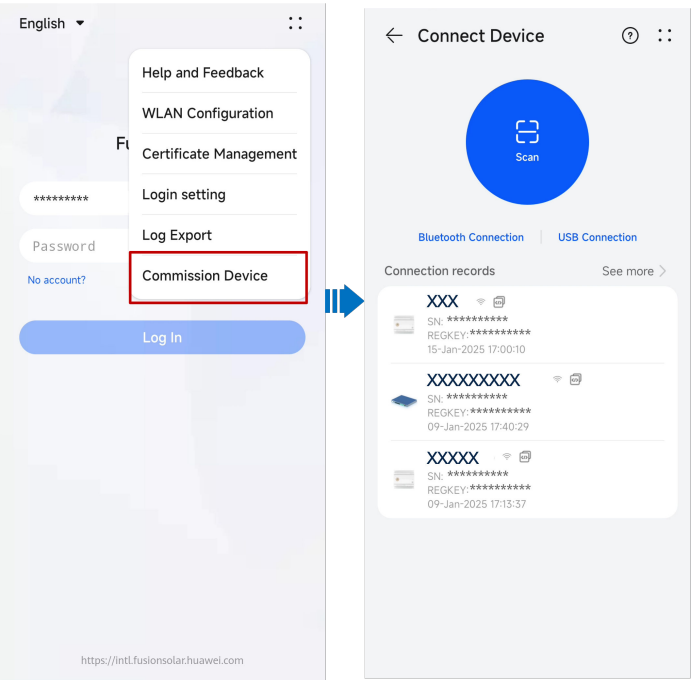 English
Help and Feedback
WLAN Configuration
Fu
Certificate Management
*********
Login setting
Password
Log Export
No account?
Commission Device
Log In
https://intl.fusionsolar.huawei.com
Connect Device
Scan
Bluetooth Connection
USB Connection
Connection records
See more
XXX
SN: **********
REGKEY:**********
15-Jan-2025 17:00:10
XXXXXXXXX
SN: **********
REGKEY:**********
09-Jan-2025 17:40:29
XXXXX
SN: **********
REGKEY:**********
09-Jan-2025 17:13:37